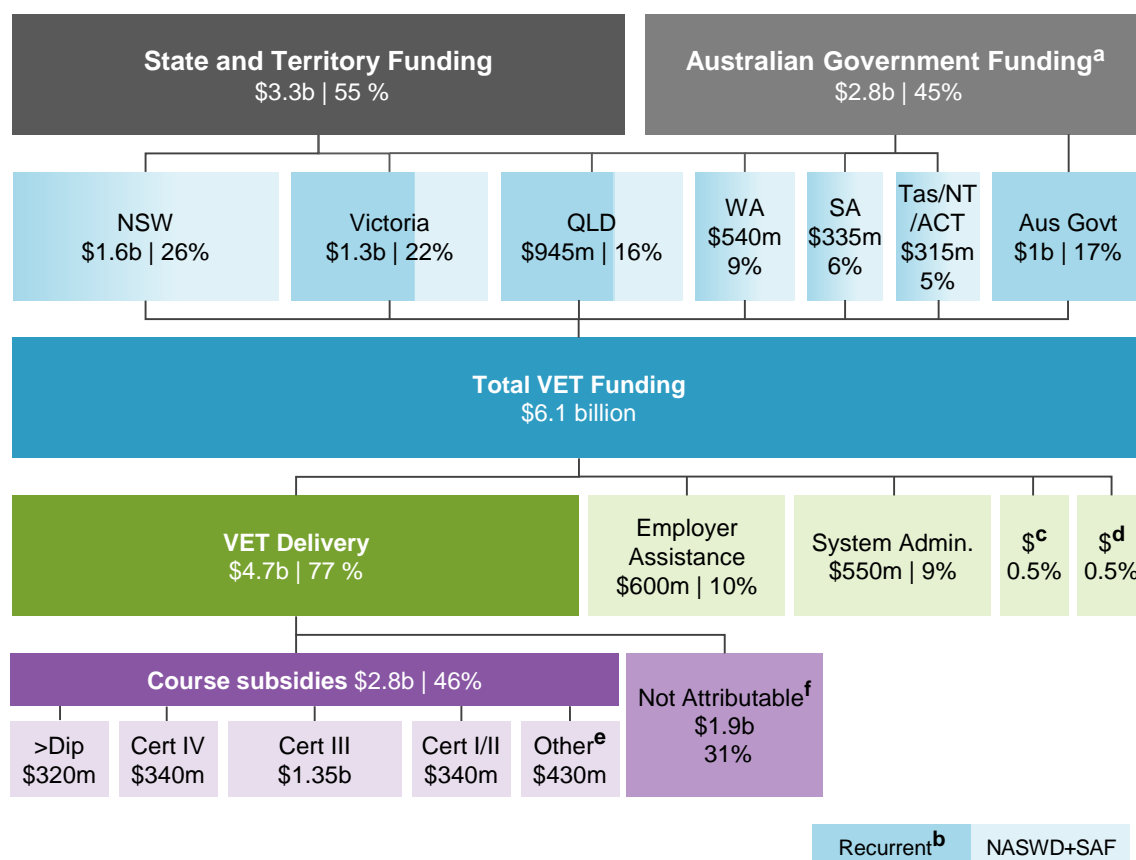 State and Territory Funding
$3.3b | 55 %
Australian Government Fundingᵃ
$2.8b | 45%
NSW
$1.6b | 26%
Victoria
$1.3b | 22%
QLD
$945m | 16%
WA
$540m
9%
SA
$335m
6%
Tas/NT
/ACT
$315m
5%
Aus Govt
$1b | 17%
Total VET Funding
$6.1 billion
VET Delivery
$4.7b | 77 %
Employer
Assistance
$600m | 10%
System Admin.
$550m | 9%
$ᶜ
0.5%
$ᵈ
0.5%
Course subsidies $2.8b | 46%
Not Attributableᶠ
$1.9b
31%
>Dip
$320m
Cert IV
$340m
Cert III
$1.35b
Cert I/II
$340m
Otherᵉ
$430m
Recurrentᵇ
NASWD+SAF